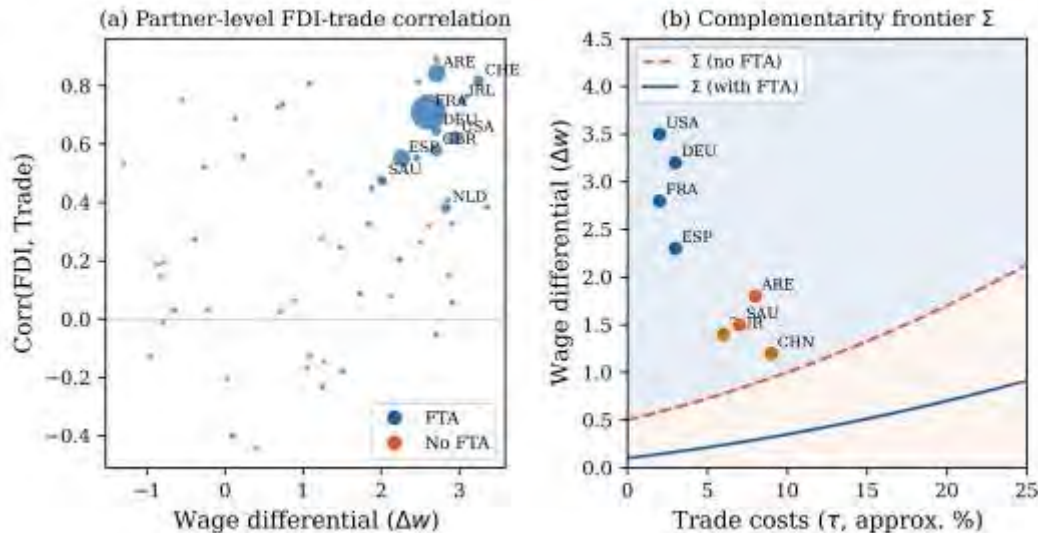 (a) Partner-level FDI-trade correlation
Corr(FDI, Trade)
0.8
0.6
0.4
0.2
0.0
−0.2
−0.4
−1
0
1
2
3
Wage differential (Δw)
ARE
CHE
IRL
FRA
DEU
USA
ESP
SAU
NLD
FTA
No FTA
(b) Complementarity frontier Σ
Wage differential (Δw)
4.5
4.0
3.5
3.0
2.5
2.0
1.5
1.0
0.5
0.0
0
5
10
15
20
25
Trade costs (τ, approx. %)
Σ (no FTA)
Σ (with FTA)
USA
DEU
FRA
ESP
ARE
SAU
CHN